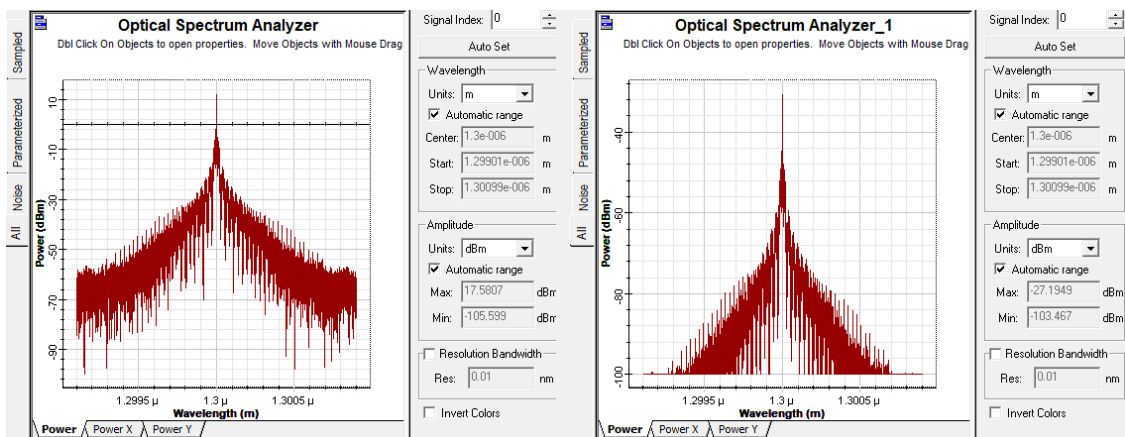 Optical Spectrum Analyzer
Dbl Click On Objects to open properties. Move Objects with Mouse Drag
Sampled
Parameterized
Noise
All
Power (dBm)
10
-10
-30
-50
-70
-90
1.2995 µ
1.3 µ
1.3005 µ
Wavelength (m)
Power
Power X
Power Y
Signal Index: 0
Auto Set
Wavelength
Units: m
Automatic range
Center: 1.3e-006 m
Start: 1.29901e-006 m
Stop: 1.30099e-006 m
Amplitude
Units: dBm
Automatic range
Max: 17.5807 dBm
Min: -105.599 dBm
Resolution Bandwidth
Res: 0.01 nm
Invert Colors
Optical Spectrum Analyzer_1
Dbl Click On Objects to open properties. Move Objects with Mouse Drag
Sampled
Parameterized
Noise
All
Power (dBm)
-40
-60
-80
-100
1.2995 µ
1.3 µ
1.3005 µ
Wavelength (m)
Power
Power X
Power Y
Signal Index: 0
Auto Set
Wavelength
Units: m
Automatic range
Center: 1.3e-006 m
Start: 1.29901e-006 m
Stop: 1.30099e-006 m
Amplitude
Units: dBm
Automatic range
Max: -27.1949 dBm
Min: -103.467 dBm
Resolution Bandwidth
Res: 0.01 nm
Invert Colors